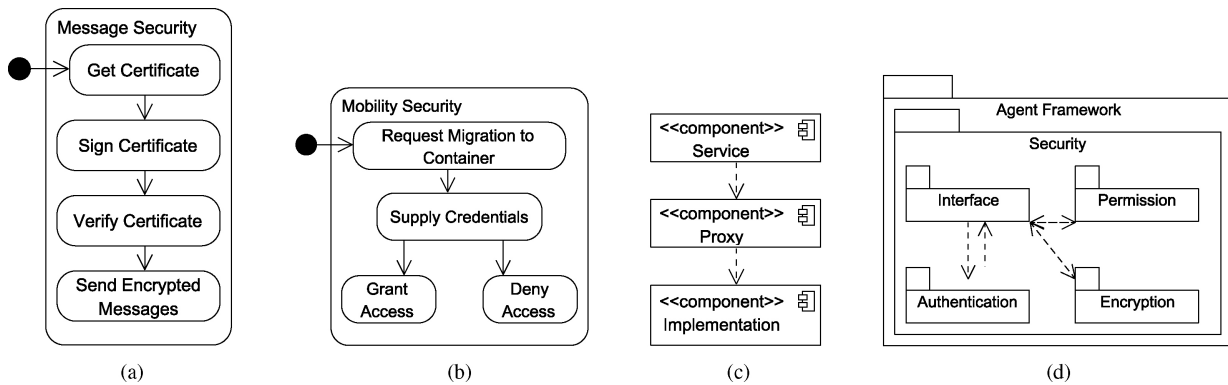 Message Security
Get Certificate
Sign Certificate
Verify Certificate
Send Encrypted
Messages
(a)
Mobility Security
Request Migration to
Container
Supply Credentials
Grant
Access
Deny
Access
(b)
<<component>>
Service
<<component>>
Proxy
<<component>>
Implementation
(c)
Agent Framework
Security
Interface
Permission
Authentication
Encryption
(d)